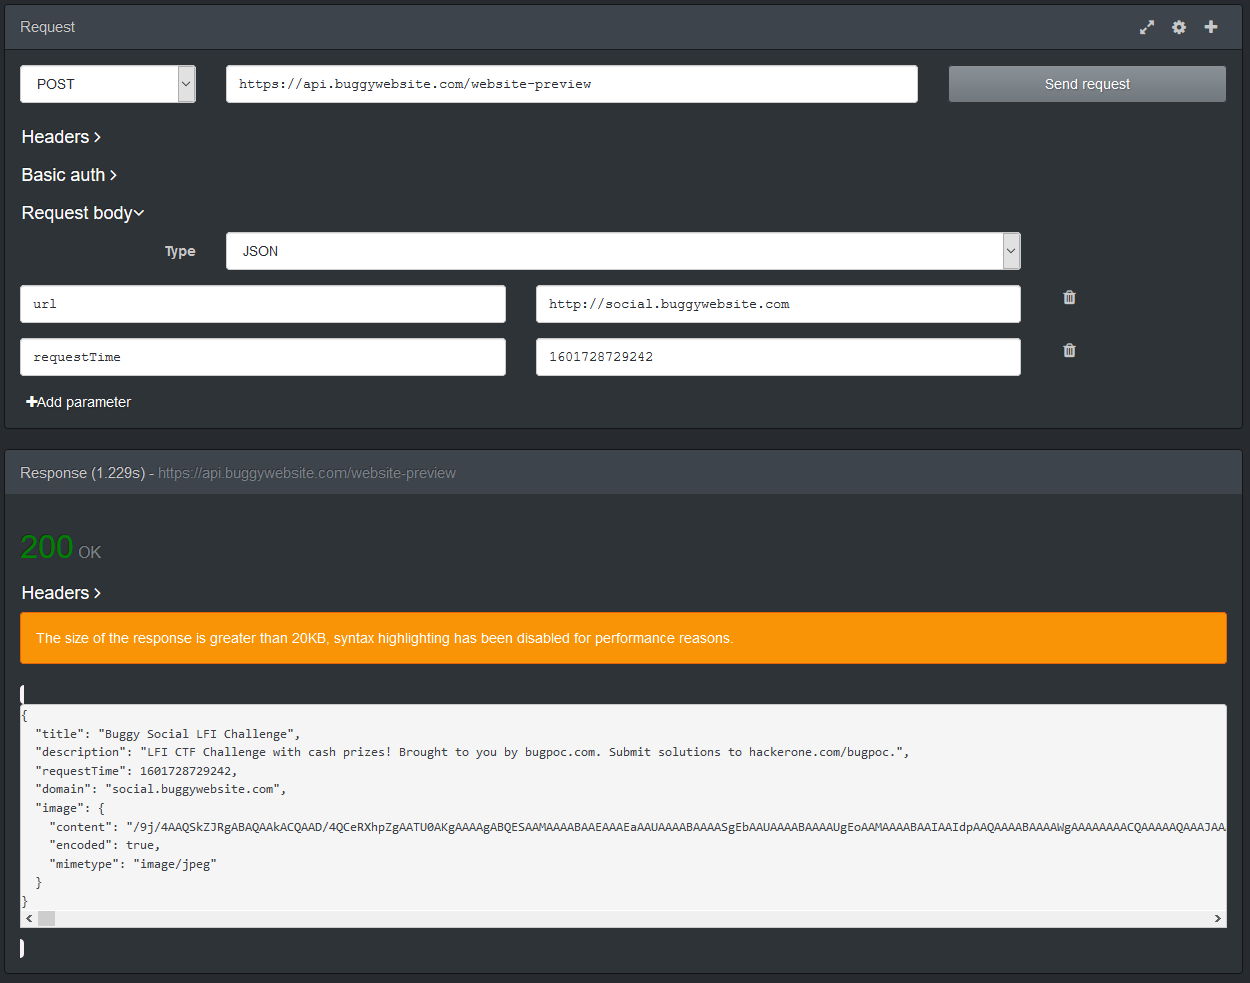 Request
POST https://api.buggywebsite.com/website-preview Send request
Headers
Basic auth
Request body
Type JSON
url http://social.buggywebsite.com
requestTime 1601728729242
Add parameter
Response (1.229s) - https://api.buggywebsite.com/website-preview
200 OK
Headers
The size of the response is greater than 20KB, syntax highlighting has been disabled for performance reasons.
{
"title": "Buggy Social LFI Challenge",
"description": "LFI CTF Challenge with cash prizes! Brought to you by bugpoc.com. Submit solutions to hackerone.com/bugpoc.",
"requestTime": 1601728729242,
"domain": "social.buggywebsite.com",
"image": {
"content": "/9j/4AAQSkZJRgABAQAAkACQAAD/4QCeRXhpZgAATU0AKgAAAAgABQESAAMAAAABAAEAAAEaAAUAAAABAAAASgEbAAUAAAABAAAAUgEoAAMAAAABAAIAAIdpAAQAAAABAAAAWgAAAAAAAACQAAAAAQAAAJAA
"encoded": true,
"mimetype": "image/jpeg"
}
}